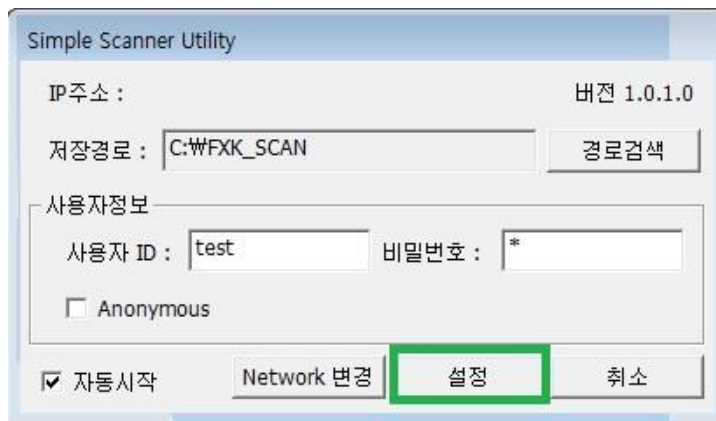 Simple Scanner Utility
IP주소 : 버전 1.0.1.0
저장경로 : C:₩FXK_SCAN 경로검색
사용자정보
사용자 ID : test 비밀번호 : *
Anonymous
자동시작 Network 변경 설정 취소